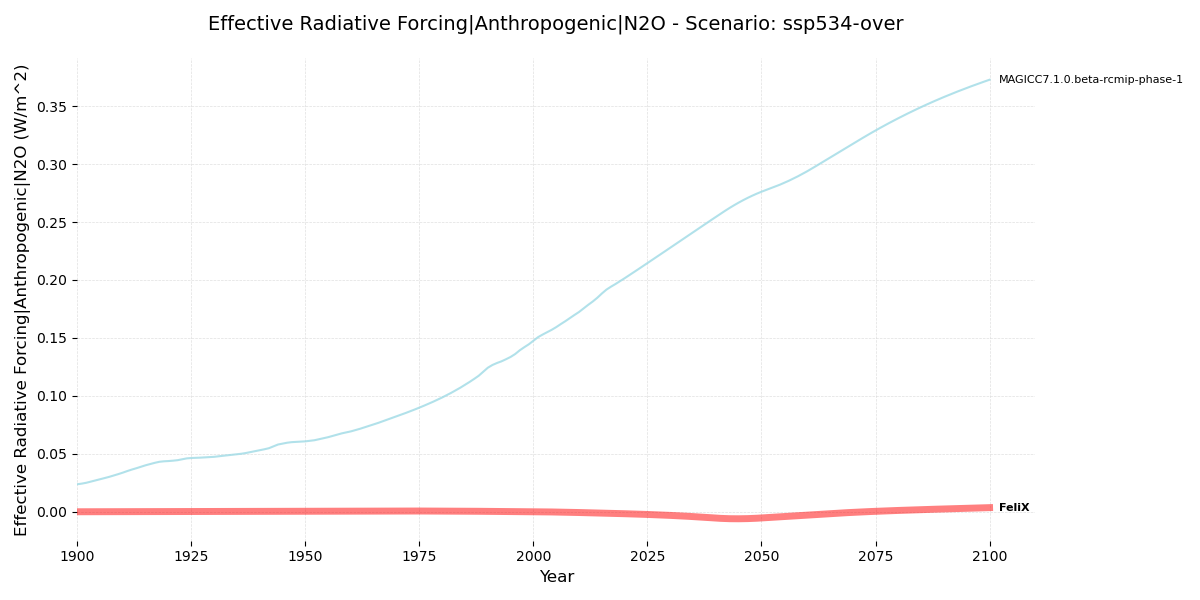 Effective Radiative Forcing|Anthropogenic|N2O - Scenario: ssp534-over
Effective Radiative Forcing|Anthropogenic|N2O (W/m^2)
0.35
0.30
0.25
0.20
0.15
0.10
0.05
0.00
MAGICC7.1.0.beta-rcmip-phase-1
FeliX
1900 1925 1950 1975 2000 2025 2050 2075 2100
Year